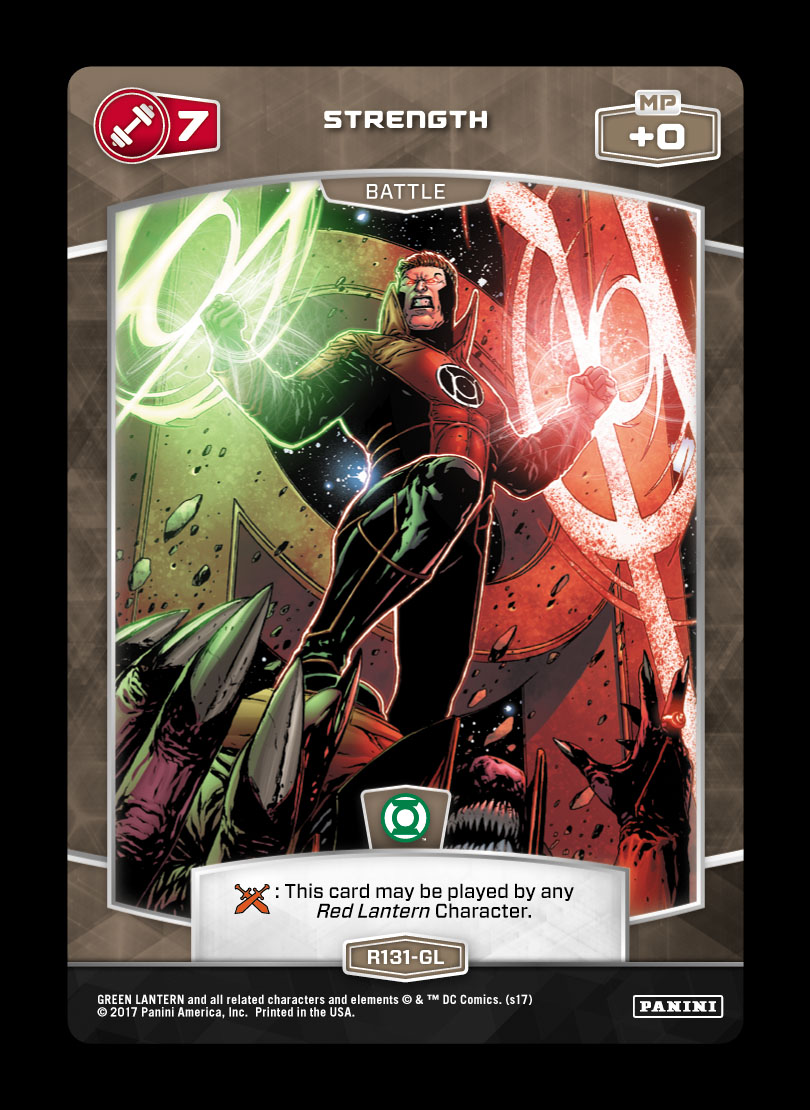 7
STRENGTH
MP
+0
BATTLE
™
: This card may be played by any
Red Lantern Character.
R131-GL
GREEN LANTERN and all related characters and elements © & ™ DC Comics. (s17)
© 2017 Panini America, Inc. Printed in the USA.
PANINI